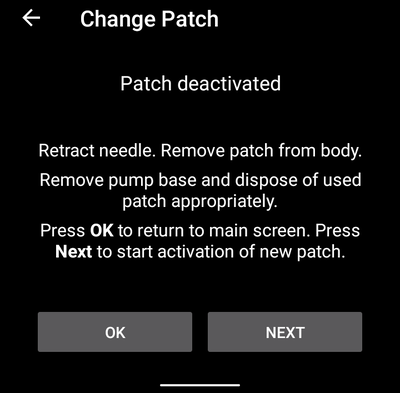 Change Patch
Patch deactivated
Retract needle. Remove patch from body.
Remove pump base and dispose of used
patch appropriately.
Press OK to return to main screen. Press
Next to start activation of new patch.
OK
NEXT